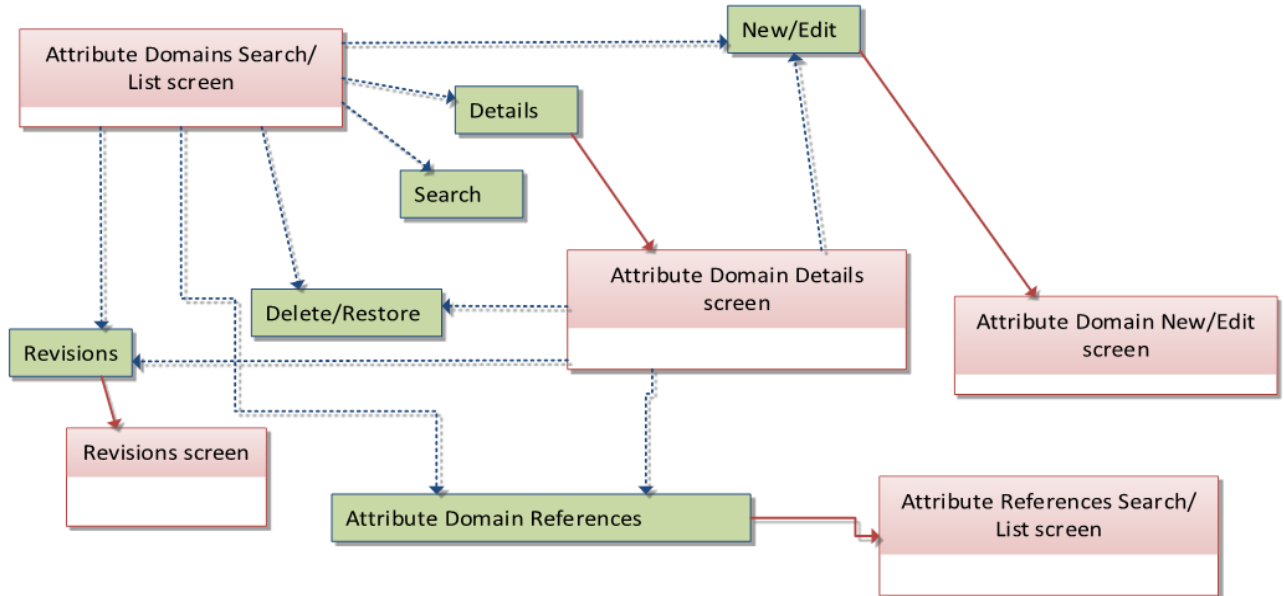 New/Edit
Attribute Domains Search/
List screen
Details
Search
Attribute Domain Details
screen
Delete/Restore
Attribute Domain New/Edit
screen
Revisions
Revisions screen
Attribute Domain References
Attribute References Search/
List screen